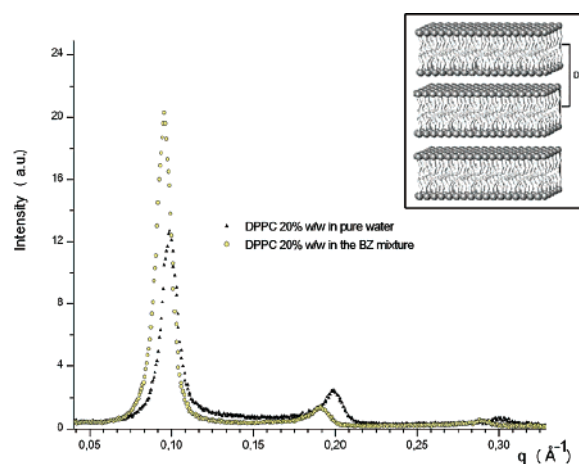 D
24
20
16
12
8
4
0
Intensity ( a.u.)
DPPC 20% w/w in pure water
DPPC 20% w/w in the BZ mixture
0,05
0,10
0,15
0,20
0,25
0,30
q (Å⁻¹)